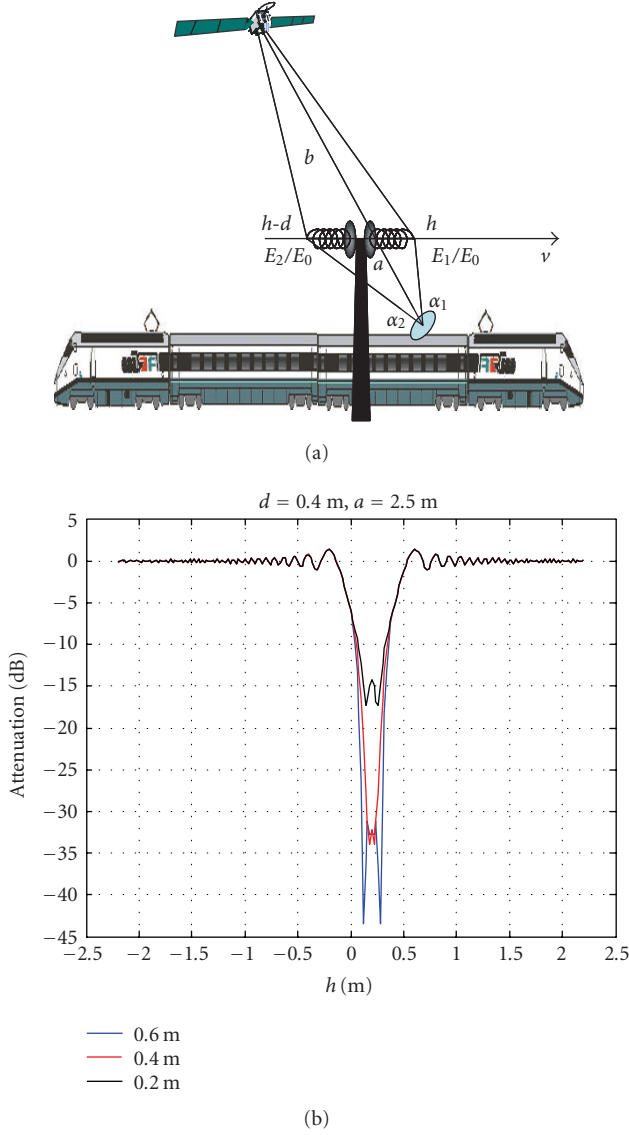 b
h-d
h
a
E2/E0
E1/E0
v
α1
α2
(a)
d = 0.4 m, a = 2.5 m
5
0
−5
−10
−15
−20
−25
−30
−35
−40
−45
Attenuation (dB)
−2.5 −2 −1.5 −1 −0.5 0 0.5 1 1.5 2 2.5
h (m)
0.6 m
0.4 m
0.2 m
(b)